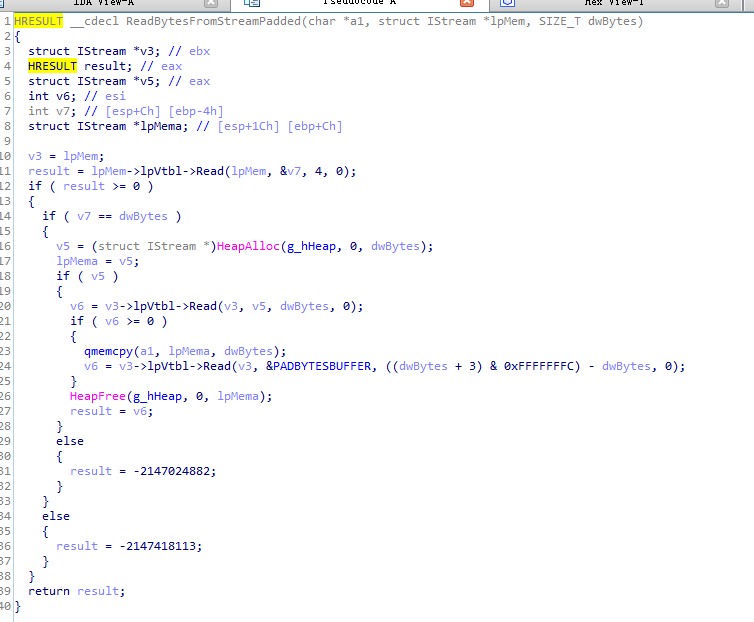 IDA View-A Pseudocode A Hex View-1
1 HRESULT __cdecl ReadBytesFromStreamPadded(char *a1, struct IStream *lpMem, SIZE_T dwBytes)
2 {
3 struct IStream *v3; // ebx
4 HRESULT result; // eax
5 struct IStream *v5; // eax
6 int v6; // esi
7 int v7; // [esp+Ch] [ebp-4h]
8 struct IStream *lpMema; // [esp+1Ch] [ebp+Ch]
9
10 v3 = lpMem;
11 result = lpMem->lpVtbl->Read(lpMem, &v7, 4, 0);
12 if ( result >= 0 )
13 {
14 if ( v7 == dwBytes )
15 {
16 v5 = (struct IStream *)HeapAlloc(g_hHeap, 0, dwBytes);
17 lpMema = v5;
18 if ( v5 )
19 {
20 v6 = v3->lpVtbl->Read(v3, v5, dwBytes, 0);
21 if ( v6 >= 0 )
22 {
23 qmemcpy(a1, lpMema, dwBytes);
24 v6 = v3->lpVtbl->Read(v3, &PADBYTESBUFFER, ((dwBytes + 3) & 0xFFFFFFFC) - dwBytes, 0);
25 }
26 HeapFree(g_hHeap, 0, lpMema);
27 result = v6;
28 }
29 else
30 {
31 result = -2147024882;
32 }
33 }
34 else
35 {
36 result = -2147418113;
37 }
38 }
39 return result;
40 }